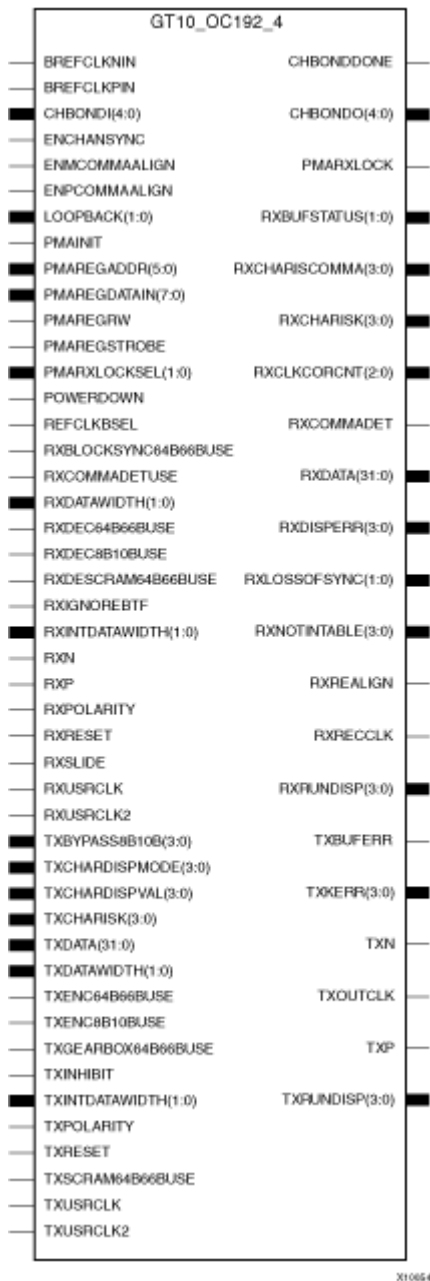 GT10_OC192_4
BREFCLKNIN CHBONDDONE
BREFCLKPIN
CHBONDI(4:0) CHBONDO(4:0)
ENCHANSYNC
ENMCOMMAALIGN PMARXLOCK
ENPCOMMAALIGN
LOOPBACK(1:0) RXBUFSTATUS(1:0)
PMAINIT
PMAREGADDR(5:0) RXCHARISCOMMA(3:0)
PMAREGDATAIN(7:0)
PMAREGRW RXCHARISK(3:0)
PMAREGSTROBE
PMARXLOCKSEL(1:0) RXCLKCORCNT(2:0)
POWERDOWN
REFCLKBSEL RXCOMMADET
RXBLOCKSYNC64B66BUSE
RXCOMMADETUSE RXDATA(31:0)
RXDATAWIDTH(1:0)
RXDEC64B66BUSE RXDISPERR(3:0)
RXDEC8B10BUSE
RXDESCRAM64B66BUSE RXLOSSOFSYNC(1:0)
RXIGNOREBTF
RXINTDATAWIDTH(1:0) RXNOTINTABLE(3:0)
RXN
RXP RXREALIGN
RXPOLARITY
RXRESET RXRECCLK
RXSLIDE
RXUSRCLK RXRUNDISP(3:0)
RXUSRCLK2
TXBYPASS8B10B(3:0) TXBUFERR
TXCHARDISPMODE(3:0)
TXCHARDISPVAL(3:0) TXKERR(3:0)
TXCHARISK(3:0)
TXDATA(31:0) TXN
TXDATAWIDTH(1:0)
TXENC64B66BUSE TXOUTCLK
TXENC8B10BUSE
TXGEARBOX64B66BUSE TXP
TXINHIBIT
TXINTDATAWIDTH(1:0) TXRUNDISP(3:0)
TXPOLARITY
TXRESET
TXSCRAM64B66BUSE
TXUSRCLK
TXUSRCLK2
X10654